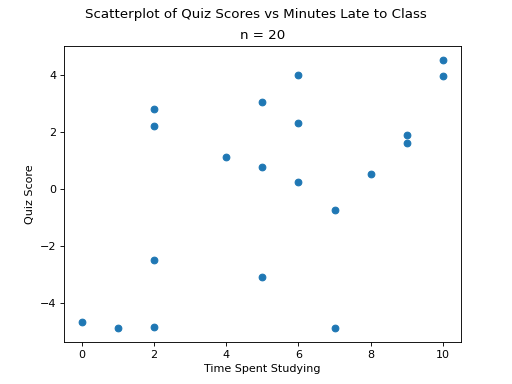 Scatterplot of Quiz Scores vs Minutes Late to Class
n = 20
4
2
0
−2
−4
Quiz Score
0 2 4 6 8 10
Time Spent Studying